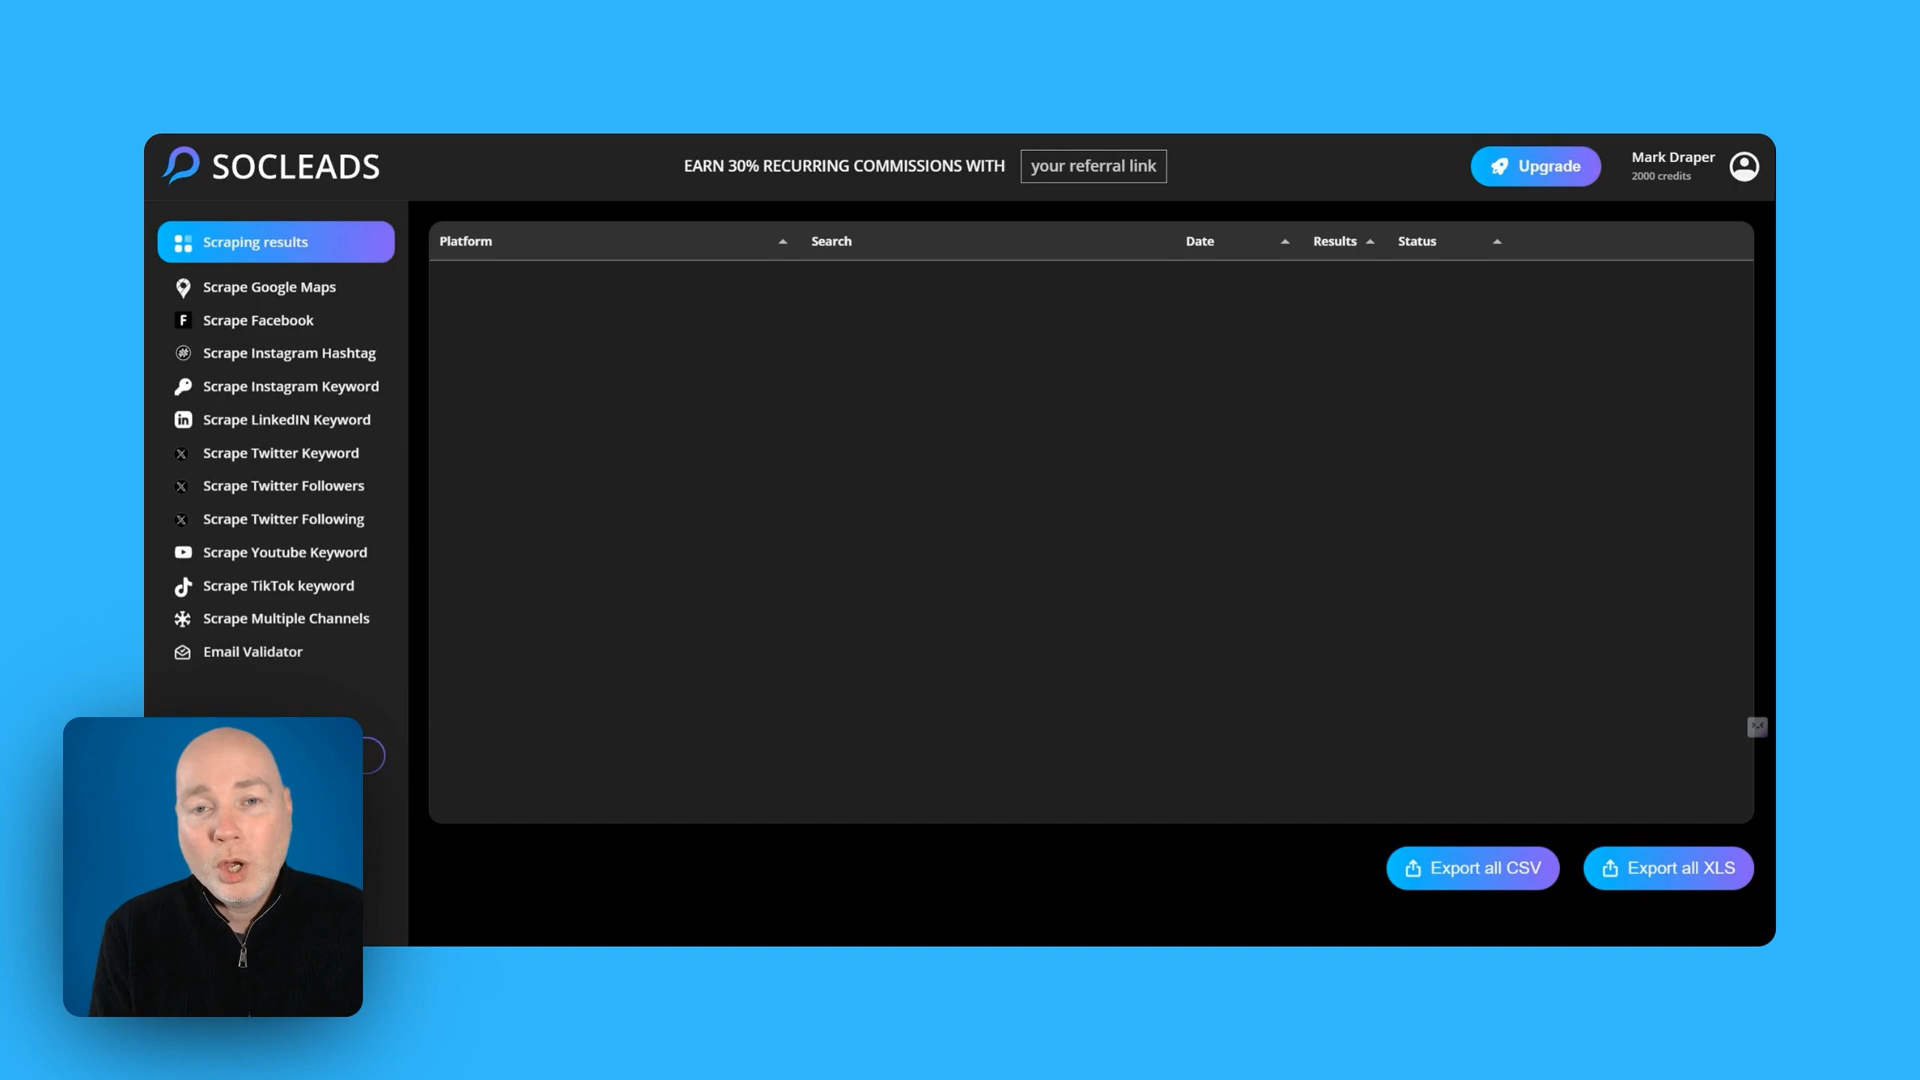 SOCLEADS
EARN 30% RECURRING COMMISSIONS WITH your referral link
Upgrade
Mark Draper
2000 credits
Scraping results
Scrape Google Maps
Scrape Facebook
Scrape Instagram Hashtag
Scrape Instagram Keyword
Scrape LinkedIN Keyword
Scrape Twitter Keyword
Scrape Twitter Followers
Scrape Twitter Following
Scrape Youtube Keyword
Scrape TikTok keyword
Scrape Multiple Channels
Email Validator
Platform Search Date Results Status
Export all CSV
Export all XLS